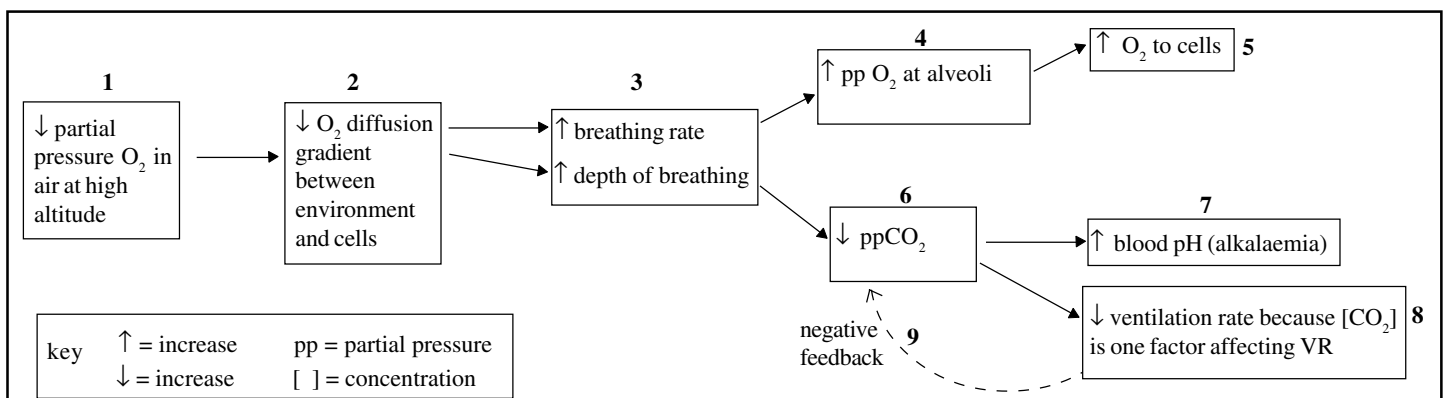 1
↓ partial
pressure O₂ in
air at high
altitude
2
↓ O₂ diffusion
gradient
between
environment
and cells
3
↑ breathing rate
↑ depth of breathing
4
↑ pp O₂ at alveoli
↑ O₂ to cells 5
6
↓ ppCO₂
7
↑ blood pH (alkalaemia)
↓ ventilation rate because [CO₂] 8
is one factor affecting VR
negative 9
feedback
key ↑ = increase pp = partial pressure
↓ = increase [ ] = concentration